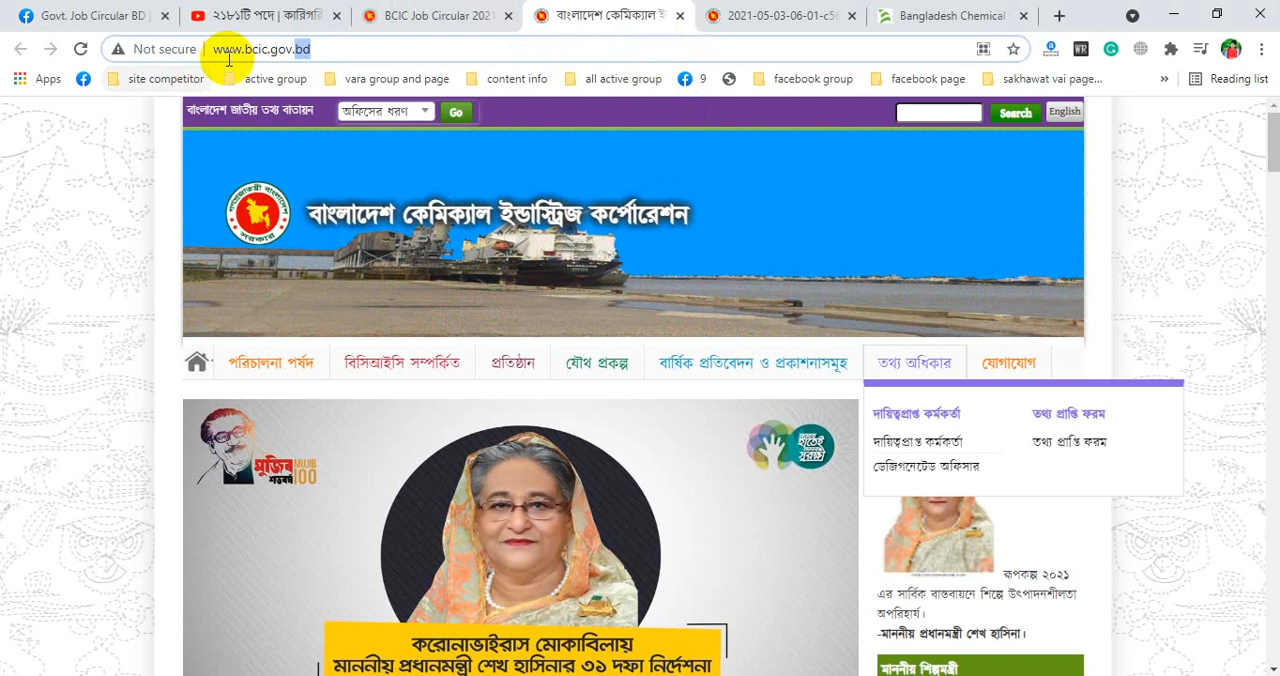 Govt. Job Circular BD |
২১৮১টি পদে | কারিগরি
BCIC Job Circular 2021
বাংলাদেশ কেমিক্যাল ই
2021-05-03-06-01-c5
Bangladesh Chemical
Not secure
www.bcic.gov.bd
Apps
site competitor
active group
vara group and page
content info
all active group
9
facebook group
facebook page
sakhawat vai page...
»
Reading list
বাংলাদেশ জাতীয় তথ্য বাতায়ন
অফিসের ধরণ
Go
Search
English
বাংলাদেশ কেমিক্যাল ইন্ডাস্ট্রিজ কর্পোরেশন
পরিচালনা পর্ষদ
বিসিআইসি সম্পর্কিত
প্রতিষ্ঠান
যৌথ প্রকল্প
বার্ষিক প্রতিবেদন ও প্রকাশনাসমূহ
তথ্য অধিকার
যোগাযোগ
দায়িত্বপ্রাপ্ত কর্মকর্তা
তথ্য প্রাপ্তি ফরম
দায়িত্বপ্রাপ্ত কর্মকর্তা
তথ্য প্রাপ্তি ফরম
ডেজিগনেটেড অফিসার
মুজিব
শতবর্ষ
MUJIB
100
সুরক্ষা
রূপকল্প ২০২১
এর সার্বিক বাস্তবায়নে শিল্পে উৎপাদনশীলতা
অপরিহার্য।
-মাননীয় প্রধানমন্ত্রী শেখ হাসিনা।
মাননীয় শিল্পমন্ত্রী
করোনাভাইরাস মোকাবিলায়
মাননীয় প্রধানমন্ত্রী শেখ হাসিনার ৩১ দফা নির্দেশনা